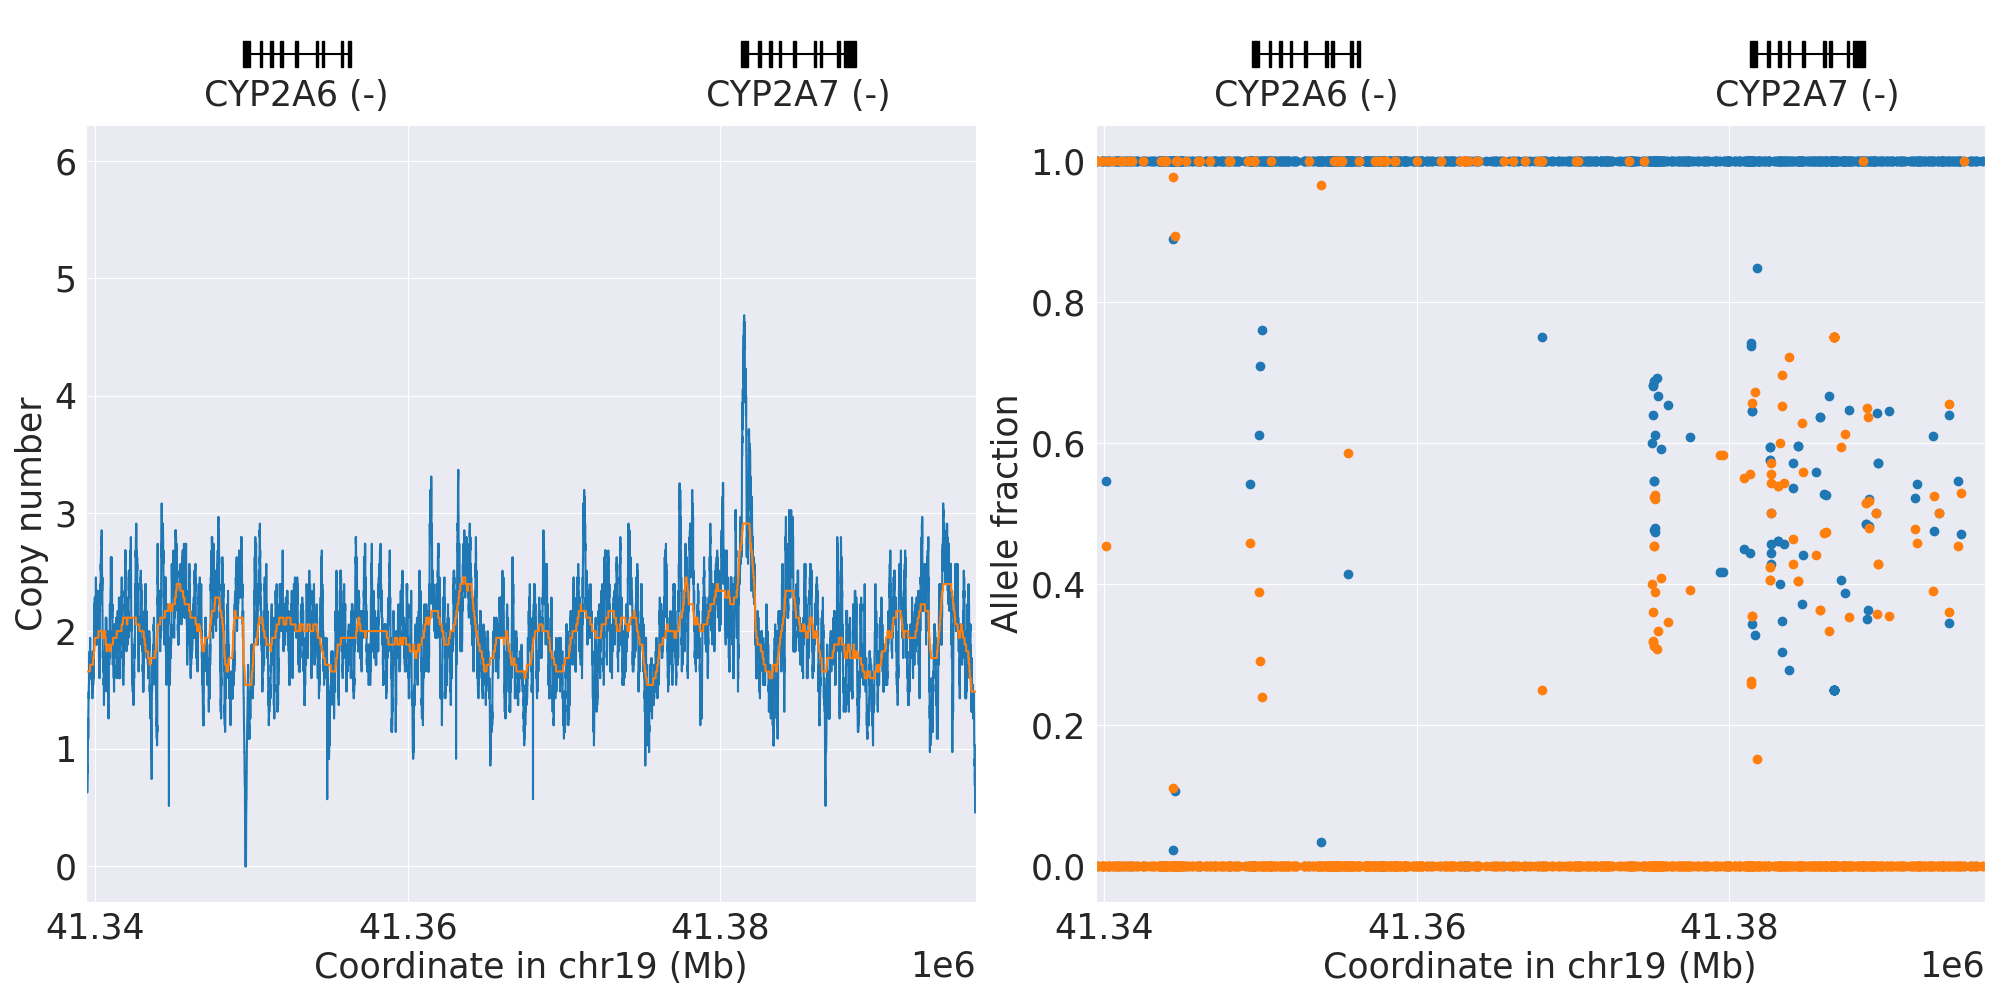 CYP2A6 (-)
CYP2A7 (-)
Copy number
6
5
4
3
2
1
0
41.34
41.36
41.38
Coordinate in chr19 (Mb)
1e6
CYP2A6 (-)
CYP2A7 (-)
Allele fraction
1.0
0.8
0.6
0.4
0.2
0.0
41.34
41.36
41.38
Coordinate in chr19 (Mb)
1e6